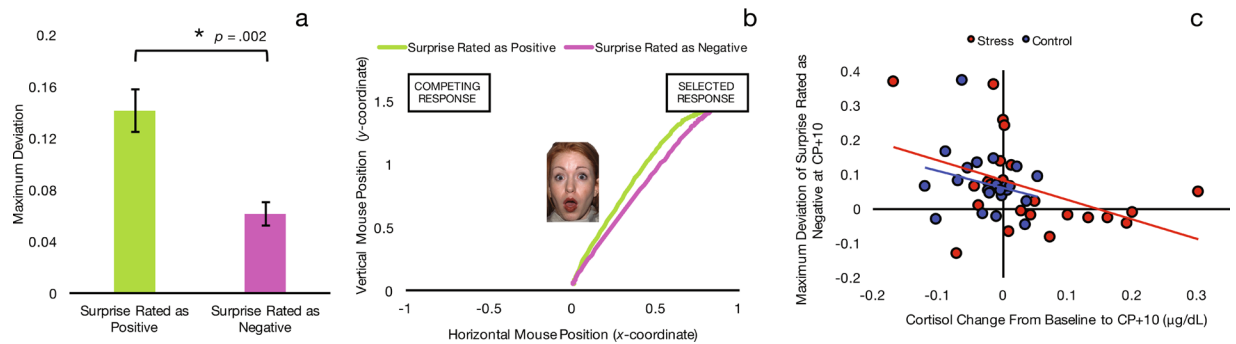 a
0.2
0.16
0.12
0.08
0.04
0
Maximum Deviation
* p = .002
Surprise Rated as
Positive
Surprise Rated as
Negative
b
Surprise Rated as Positive
Surprise Rated as Negative
COMPETING
RESPONSE
SELECTED
RESPONSE
Vertical Mouse Position (y-coordinate)
1.5
1
0.5
0
-1
-0.5
0
0.5
1
Horizontal Mouse Position (x-coordinate)
c
Stress
Control
Maximum Deviation of Surprise Rated as
Negative at CP+10
0.4
0.3
0.2
0.1
0
-0.1
-0.2
-0.2
-0.1
0
0.1
0.2
0.3
Cortisol Change From Baseline to CP+10 (µg/dL)